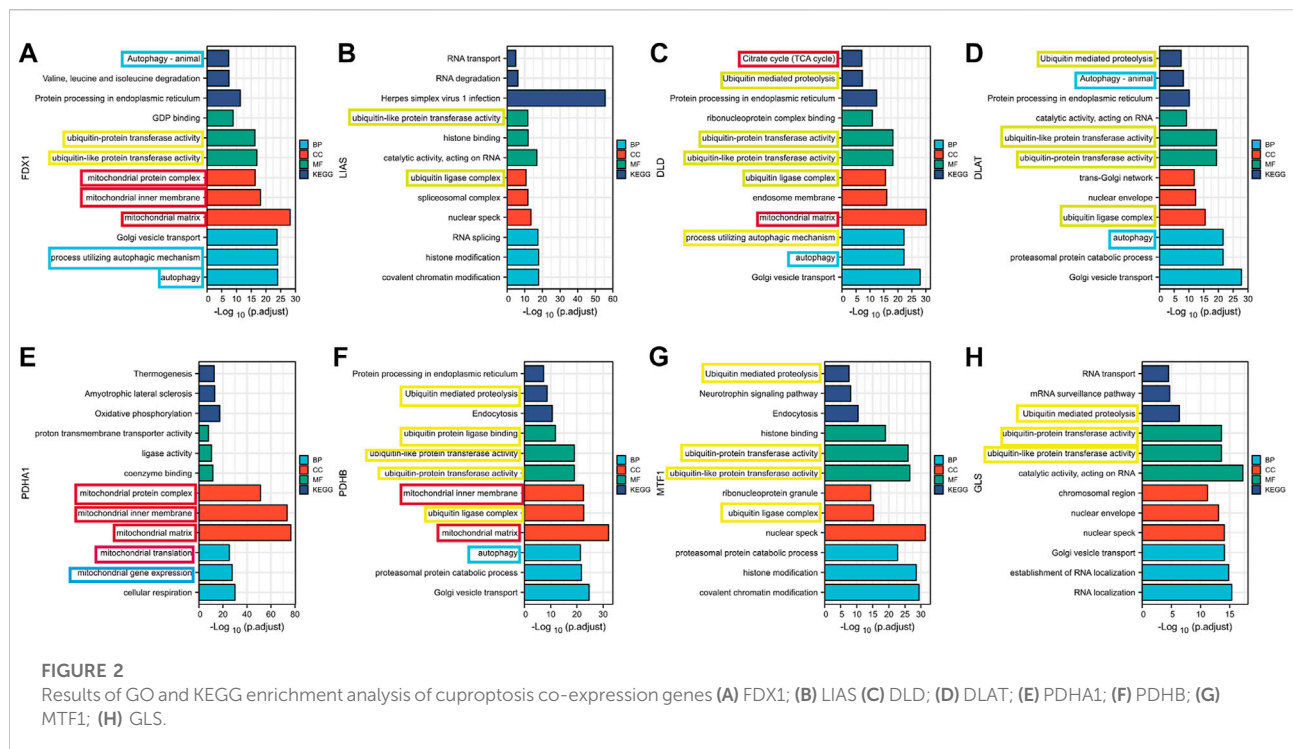 A
Autophagy - animal
Valine, leucine and isoleucine degradation
Protein processing in endoplasmic reticulum
GDP binding
ubiquitin-protein transferase activity
ubiquitin-like protein transferase activity
mitochondrial protein complex
mitochondrial inner membrane
mitochondrial matrix
Golgi vesicle transport
process utilizing autophagic mechanism
autophagy
FDX1
0 5 10 15 20 25 30
-Log 10 (p.adjust)
BP
CC
MF
KEGG
B
RNA transport
RNA degradation
Herpes simplex virus 1 infection
ubiquitin-like protein transferase activity
histone binding
catalytic activity, acting on RNA
ubiquitin ligase complex
spliceosomal complex
nuclear speck
RNA splicing
histone modification
covalent chromatin modification
LIAS
0 10 20 30 40 50 60
-Log 10 (p.adjust)
BP
CC
MF
KEGG
C
Citrate cycle (TCA cycle)
Ubiquitin mediated proteolysis
Protein processing in endoplasmic reticulum
ribonucleoprotein complex binding
ubiquitin-protein transferase activity
ubiquitin-like protein transferase activity
ubiquitin ligase complex
endosome membrane
mitochondrial matrix
process utilizing autophagic mechanism
autophagy
Golgi vesicle transport
DLD
0 5 10 15 20 25 30
-Log 10 (p.adjust)
BP
CC
MF
KEGG
D
Ubiquitin mediated proteolysis
Autophagy - animal
Protein processing in endoplasmic reticulum
catalytic activity, acting on RNA
ubiquitin-like protein transferase activity
ubiquitin-protein transferase activity
trans-Golgi network
nuclear envelope
ubiquitin ligase complex
autophagy
proteasomal protein catabolic process
Golgi vesicle transport
DLAT
0 5 10 15 20 25 30
-Log 10 (p.adjust)
BP
CC
MF
KEGG
E
Thermogenesis
Amyotrophic lateral sclerosis
Oxidative phosphorylation
proton transmembrane transporter activity
ligase activity
coenzyme binding
mitochondrial protein complex
mitochondrial inner membrane
mitochondrial matrix
mitochondrial translation
mitochondrial gene expression
cellular respiration
PDHA1
0 20 40 60 80
-Log 10 (p.adjust)
BP
CC
MF
KEGG
F
Protein processing in endoplasmic reticulum
Ubiquitin mediated proteolysis
Endocytosis
ubiquitin protein ligase binding
ubiquitin-like protein transferase activity
ubiquitin-protein transferase activity
mitochondrial inner membrane
ubiquitin ligase complex
mitochondrial matrix
autophagy
proteasomal protein catabolic process
Golgi vesicle transport
PDHB
0 10 20 30
-Log 10 (p.adjust)
BP
CC
MF
KEGG
G
Ubiquitin mediated proteolysis
Neurotrophin signaling pathway
Endocytosis
histone binding
ubiquitin-protein transferase activity
ubiquitin-like protein transferase activity
ribonucleoprotein granule
ubiquitin ligase complex
nuclear speck
proteasomal protein catabolic process
histone modification
covalent chromatin modification
MTF1
0 5 10 15 20 25 30
-Log 10 (p.adjust)
BP
CC
MF
KEGG
H
RNA transport
mRNA surveillance pathway
Ubiquitin mediated proteolysis
ubiquitin-protein transferase activity
ubiquitin-like protein transferase activity
catalytic activity, acting on RNA
chromosomal region
nuclear envelope
nuclear speck
Golgi vesicle transport
establishment of RNA localization
RNA localization
GLS
0 5 10 15
-Log 10 (p.adjust)
BP
CC
MF
KEGG
FIGURE 2
Results of GO and KEGG enrichment analysis of cuproptosis co-expression genes (A) FDX1; (B) LIAS (C) DLD; (D) DLAT; (E) PDHA1; (F) PDHB; (G)
MTF1; (H) GLS.